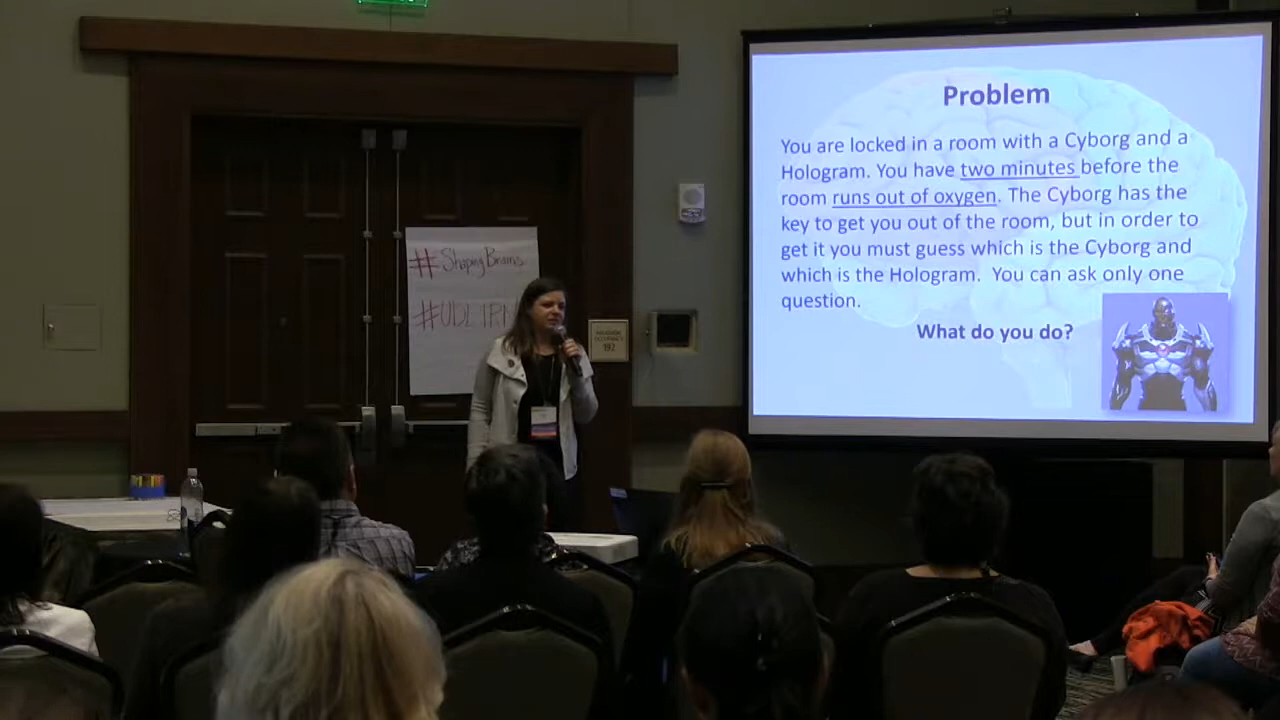 #ShapingBrains
#UDLIRN
192
Problem
You are locked in a room with a Cyborg and a
Hologram. You have two minutes before the
room runs out of oxygen. The Cyborg has the
key to get you out of the room, but in order to
get it you must guess which is the Cyborg and
which is the Hologram. You can ask only one
question.
What do you do?